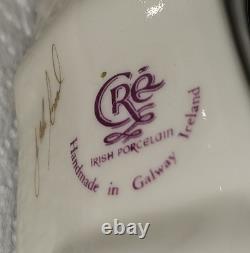 CRé
IRISH PORCELAIN
Handmade in Galway Ireland